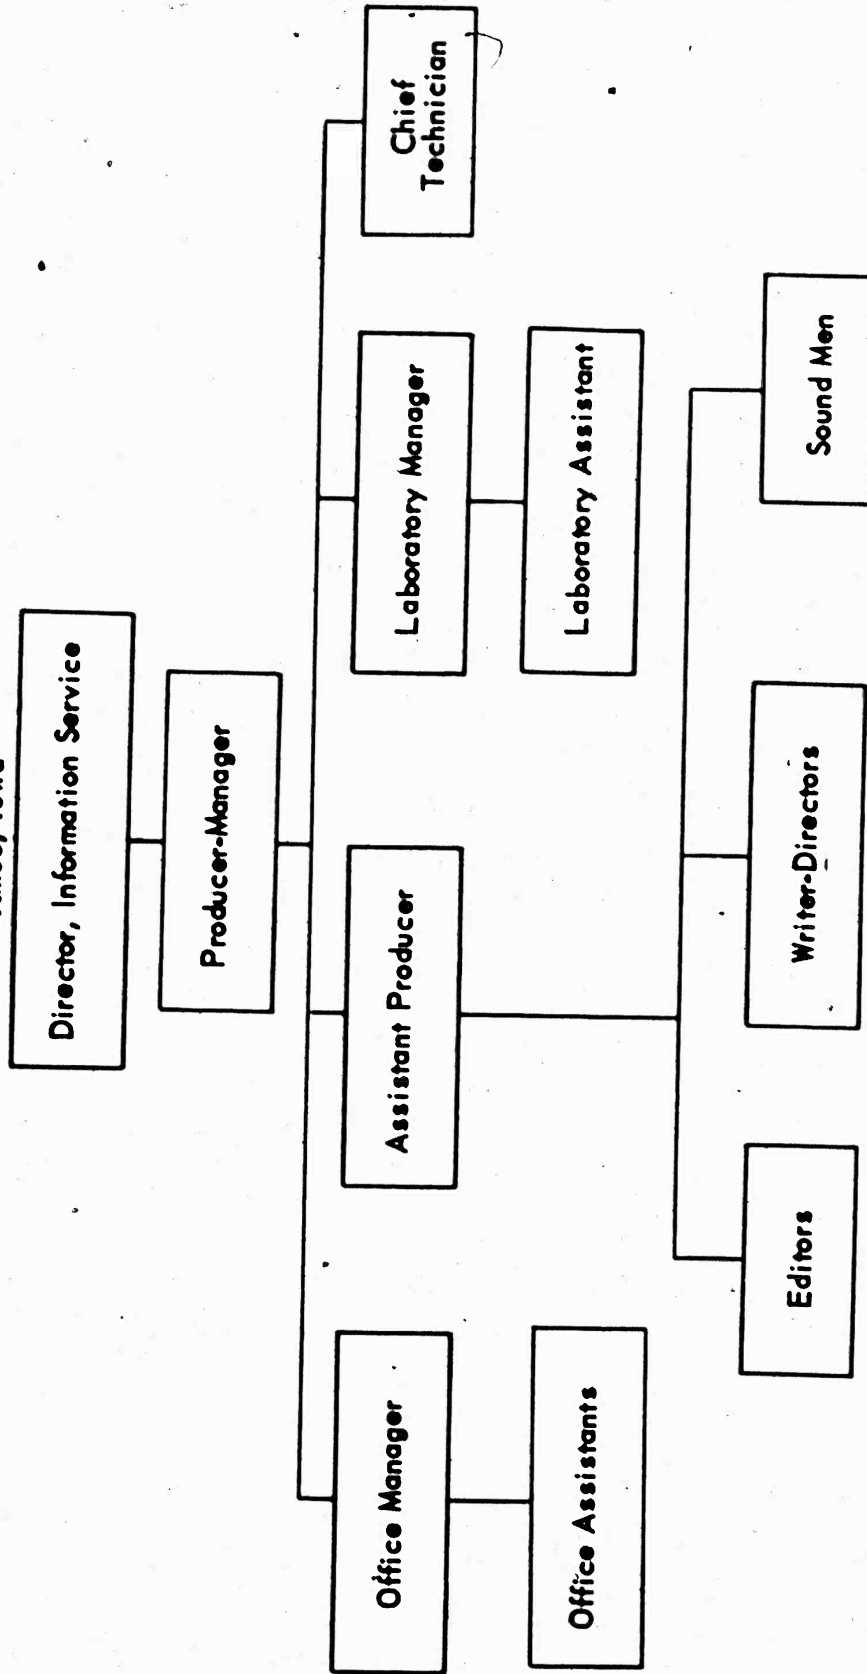 Director, Information Service
Producer-Manager
Office Manager
Assistant Producer
Laboratory Manager
Chief
Technician
Office Assistants
Laboratory Assistant
Editors
Writer-Directors
Sound Men